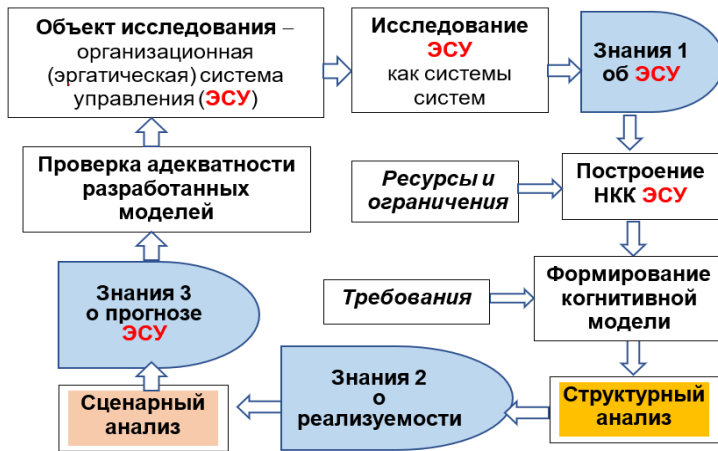 Объект исследования –
организационная
(эргатическая) система
управления (ЭСУ)
Исследование
ЭСУ
как системы
систем
Знания 1
об ЭСУ
Проверка адекватности
разработанных
моделей
Ресурсы и
ограничения
Построение
НКК ЭСУ
Знания 3
о прогнозе
ЭСУ
Требования
Формирование
когнитивной
модели
Сценарный
анализ
Знания 2
о
реализуемости
Структурный
анализ